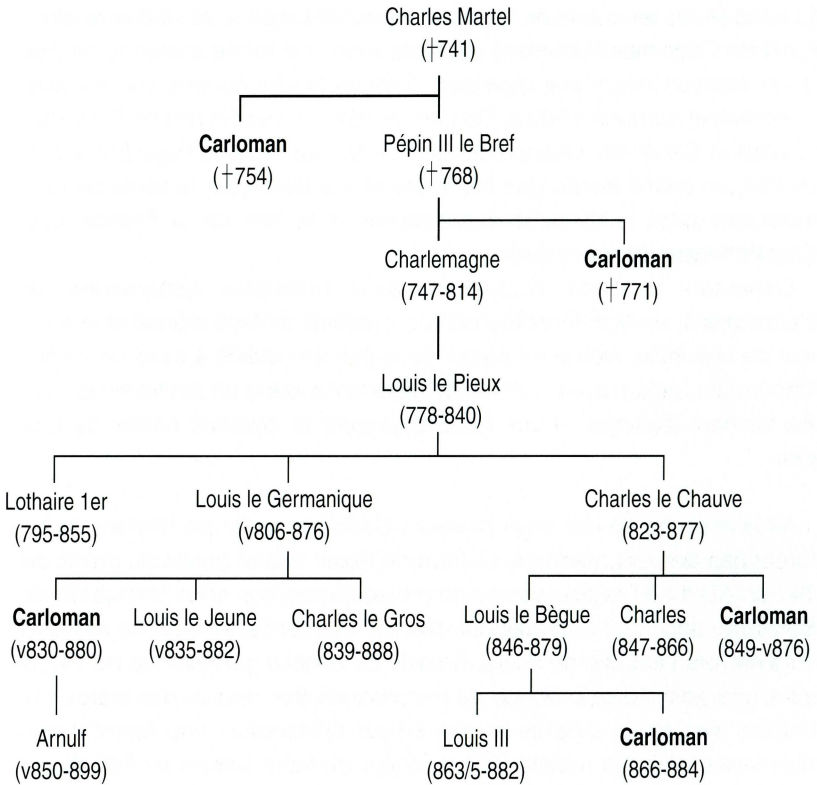 Charles Martel
(†741)
Carloman
(†754)
Pépin III le Bref
(†768)
Charlemagne
(747-814)
Carloman
(†771)
Louis le Pieux
(778-840)
Lothaire 1er
(795-855)
Louis le Germanique
(v806-876)
Charles le Chauve
(823-877)
Carloman
(v830-880)
Louis le Jeune
(v835-882)
Charles le Gros
(839-888)
Louis le Bègue
(846-879)
Charles
(847-866)
Carloman
(849-v876)
Arnulf
(v850-899)
Louis III
(863/5-882)
Carloman
(866-884)